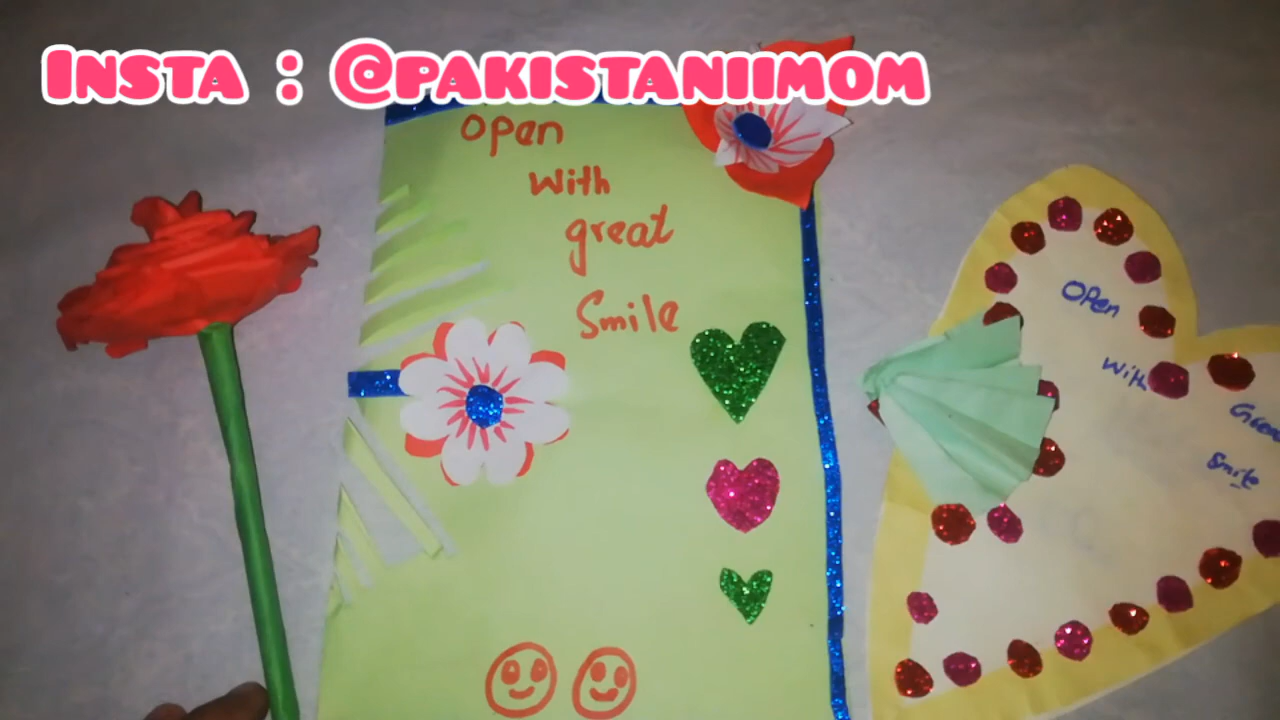 Insta : @pakistaniimom
Open
With
great
Smile
Open
With
Smile